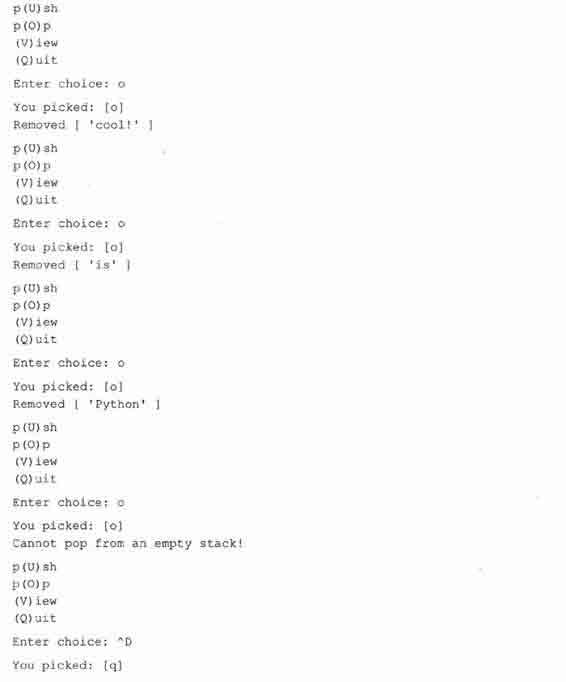 p(U)sh
p(O)p
(V)iew
(Q)uit
Enter choice: o
You picked: [o]
Removed [ 'cool!' ]
p(U)sh
p(O)p
(V)iew
(Q)uit
Enter choice: o
You picked: [o]
Removed [ 'is' ]
p(U)sh
p(O)p
(V)iew
(Q)uit
Enter choice: o
You picked: [o]
Removed [ 'Python' ]
p(U)sh
p(O)p
(V)iew
(Q)uit
Enter choice: o
You picked: [o]
Cannot pop from an empty stack!
p(U)sh
p(O)p
(V)iew
(Q)uit
Enter choice: ^D
You picked: [q]